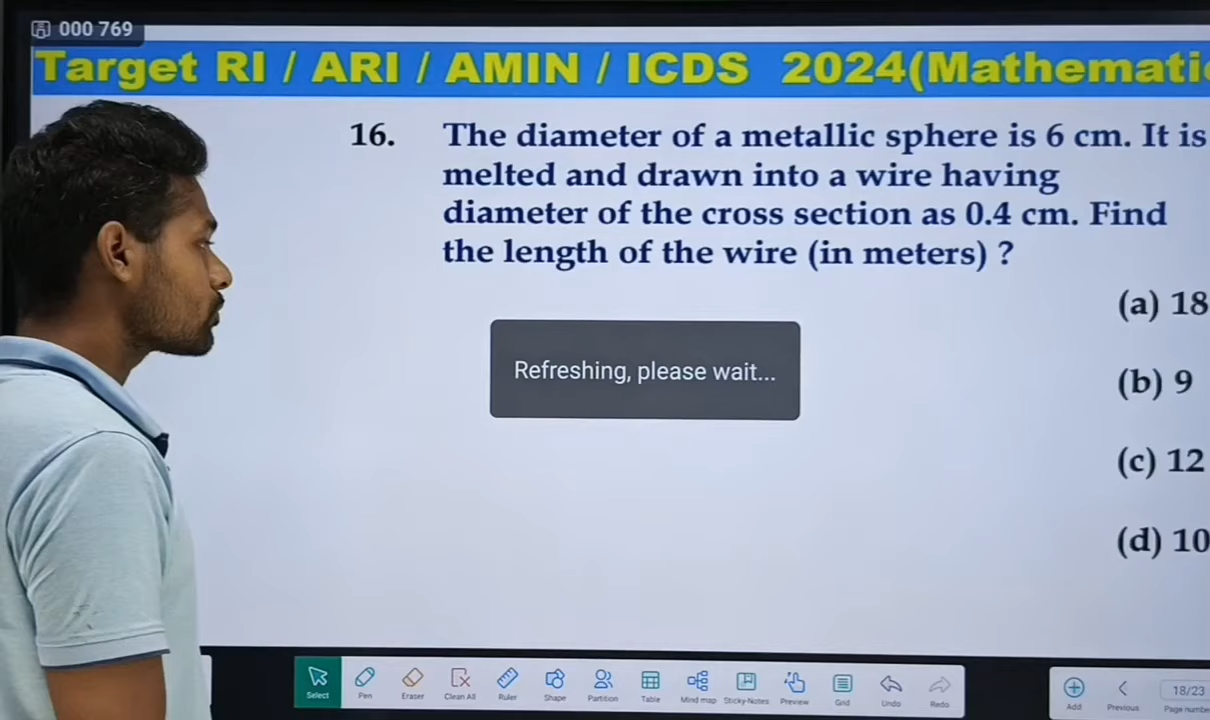 000 769
Target RI / ARI / AMIN / ICDS 2024(Mathemati
16. The diameter of a metallic sphere is 6 cm. It is
melted and drawn into a wire having
diameter of the cross section as 0.4 cm. Find
the length of the wire (in meters) ?
(a) 18
(b) 9
(c) 12
(d) 10
Refreshing, please wait...
Select Pen Eraser Clean All Ruler Shape Partition Table Mind map Sticky-Notes Preview Grid Undo Redo
Add Previous 18/23
Page numbe